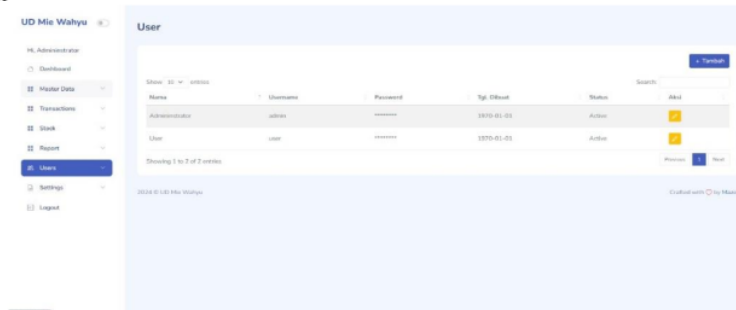 UD Mie Wahyu
Hi, Administrator
Dashboard
Master Data
Transactions
Stock
Report
Users
Settings
Logout
User
+ Tambah
Show 10 entries
Search:
Nama Username Password Tgl. Dibuat Status Aksi
Administrator admin ******** 1970-01-01 Active
User user ******** 1970-01-01 Active
Showing 1 to 2 of 2 entries
Previous 1 Next
2024 © UD Mie Wahyu
Crafted with by